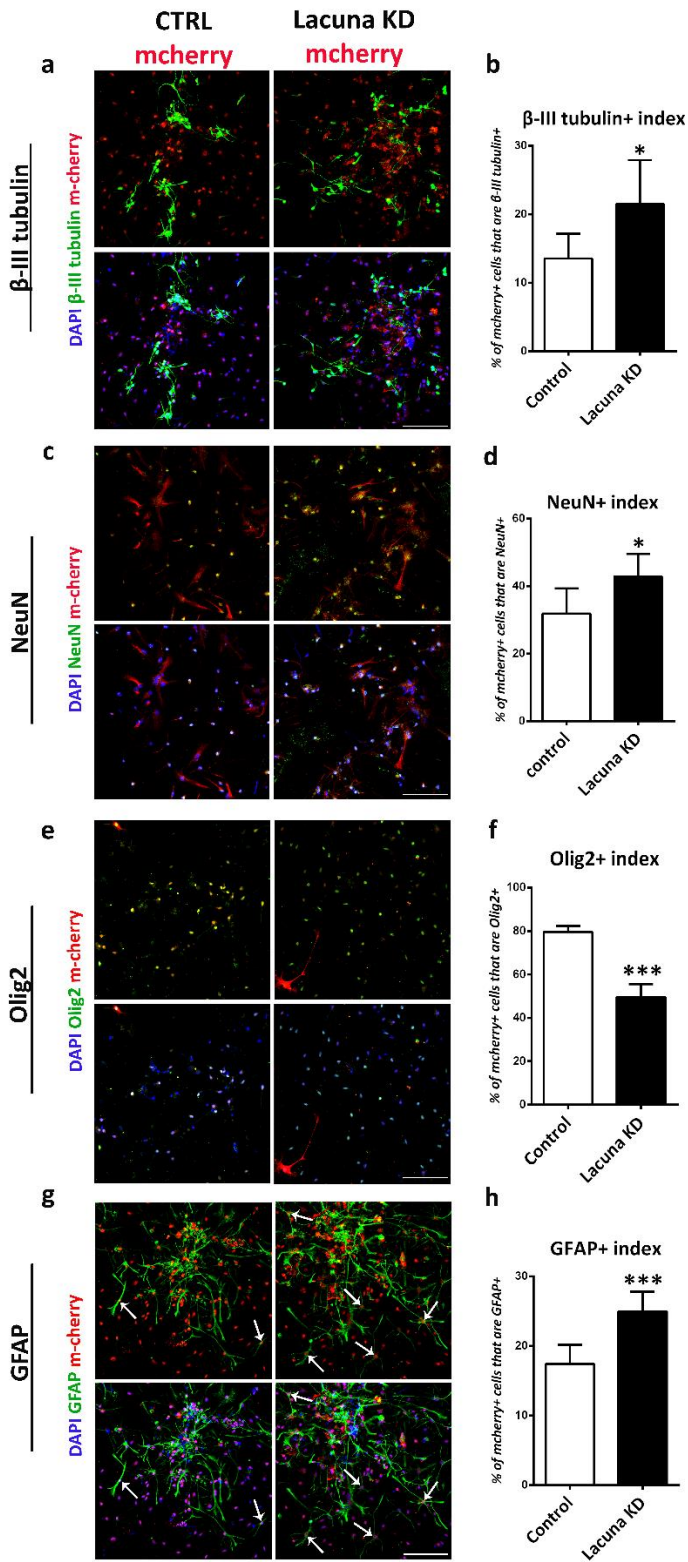 CTRL
mcherry
Lacuna KD
mcherry
a
β-III tubulin
DAPI β-III tubulin m-cherry
b
β-III tubulin+ index
% of mcherry+ cells that are β-III tubulin+
30
20
10
0
Control
Lacuna KD
*
c
NeuN
DAPI NeuN m-cherry
d
NeuN+ index
% of mcherry+ cells that are NeuN+
60
40
20
0
control
Lacuna KD
*
e
Olig2
DAPI Olig2 m-cherry
f
Olig2+ index
% of mcherry+ cells that are Olig2+
100
80
60
40
20
0
Control
Lacuna KD
***
g
GFAP
DAPI GFAP m-cherry
h
GFAP+ index
% of mcherry+ cells that are GFAP+
30
20
10
0
Control
Lacuna KD
***